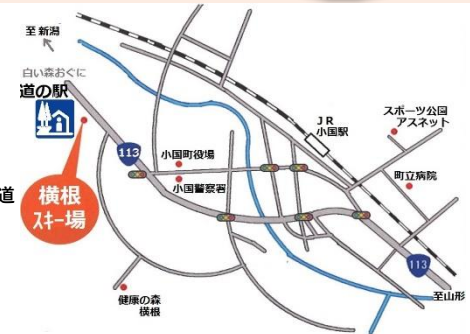 至新潟
白い森おぐに
道の駅
113
道
横根
スキー場
小国町役場
小国警察署
JR
小国駅
スポーツ公園
アスネット
町立病院
113
至山形
健康の森
横根